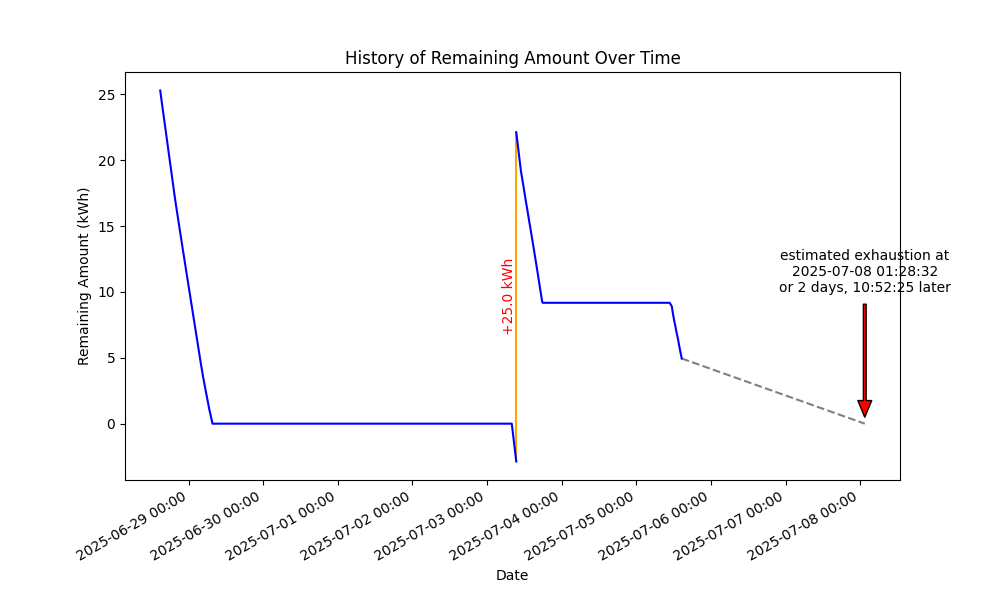 History of Remaining Amount Over Time
Remaining Amount (kWh)
25
20
15
10
5
0
+25.0 kWh
estimated exhaustion at
2025-07-08 01:28:32
or 2 days, 10:52:25 later
2025-06-29 00:00
2025-06-30 00:00
2025-07-01 00:00
2025-07-02 00:00
2025-07-03 00:00
2025-07-04 00:00
2025-07-05 00:00
2025-07-06 00:00
2025-07-07 00:00
2025-07-08 00:00
Date